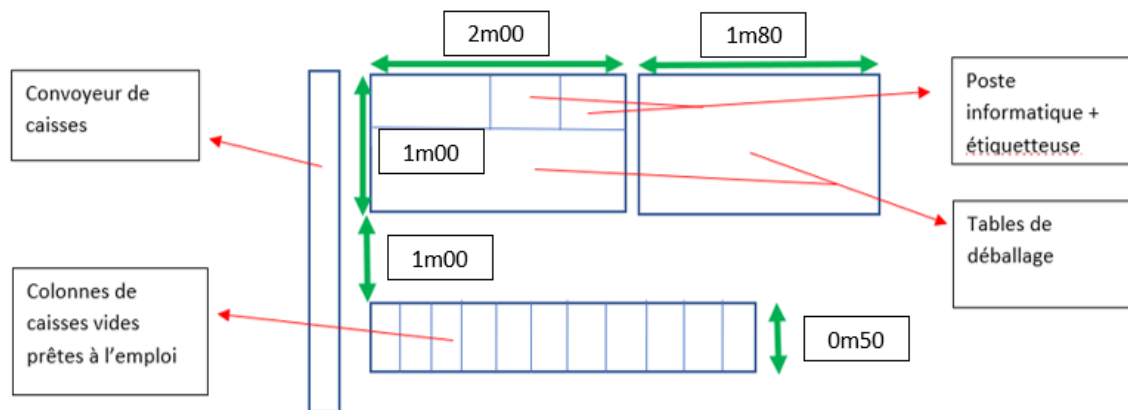 2m00
1m80
Convoyeur de
caisses
Poste
informatique +
étiquetteuse
1m00
Tables de
déballage
1m00
Colonnes de
caisses vides
prêtes à l'emploi
0m50